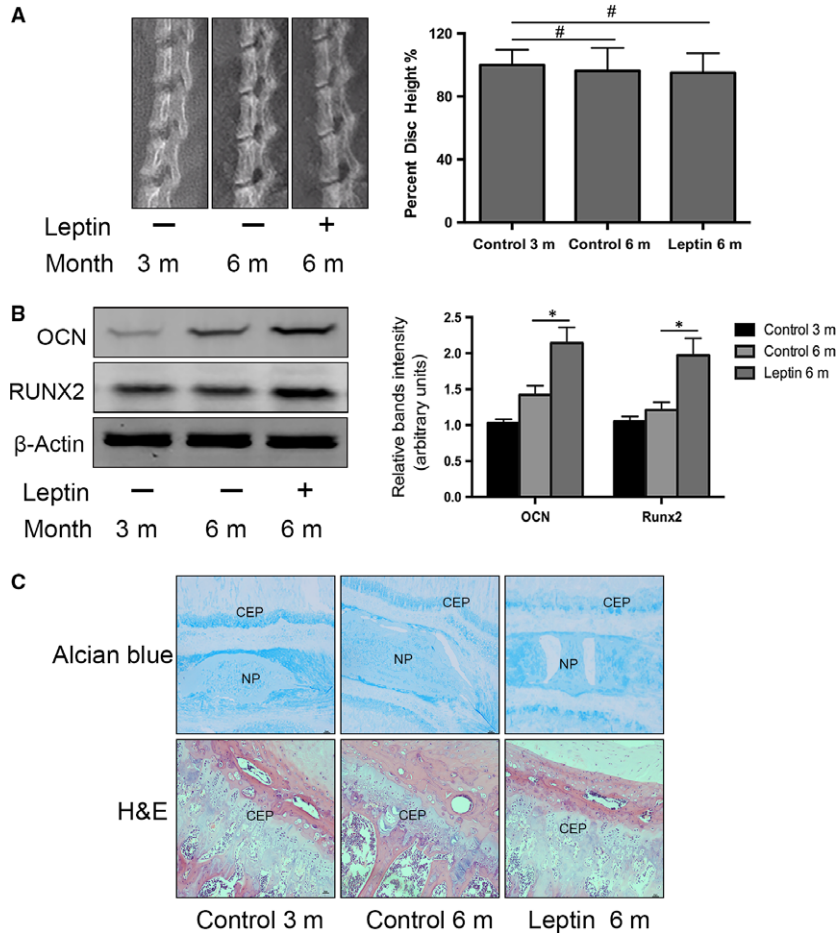 A
#
#
Percent Disc Height %
120
80
40
0
Control 3 m Control 6 m Leptin 6 m
Leptin − − +
Month 3 m 6 m 6 m
B
OCN
RUNX2
β-Actin
Leptin − − +
Month 3 m 6 m 6 m
Relative bands intensity
(arbitrary units)
2.5
2.0
1.5
1.0
0.5
0.0
*
*
OCN Runx2
Control 3 m
Control 6 m
Leptin 6 m
C
Alcian blue
CEP CEP CEP
NP NP NP
H&E
CEP CEP CEP
Control 3 m Control 6 m Leptin 6 m